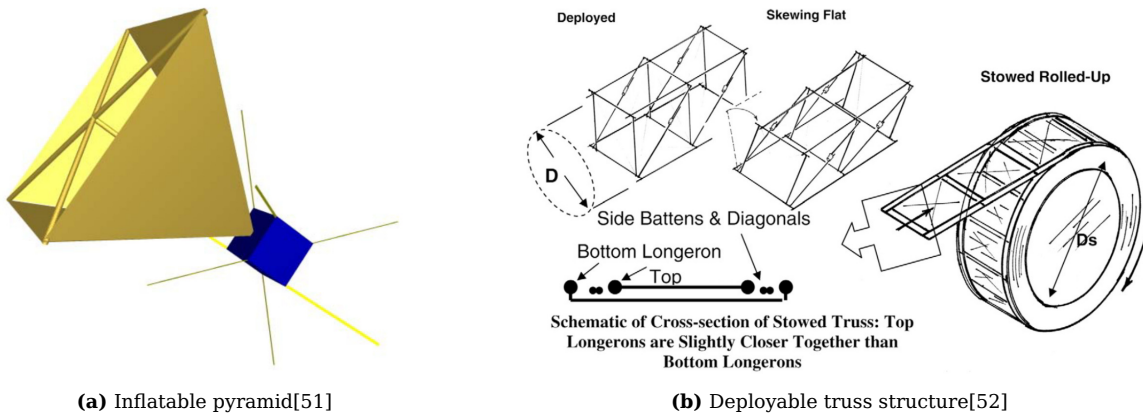 Deployed
Skewing Flat
Stowed Rolled-Up
D
Side Battens & Diagonals
Bottom Longeron
Top
Ds
Schematic of Cross-section of Stowed Truss: Top
Longerons are Slightly Closer Together than
Bottom Longerons
(a) Inflatable pyramid[51]
(b) Deployable truss structure[52]